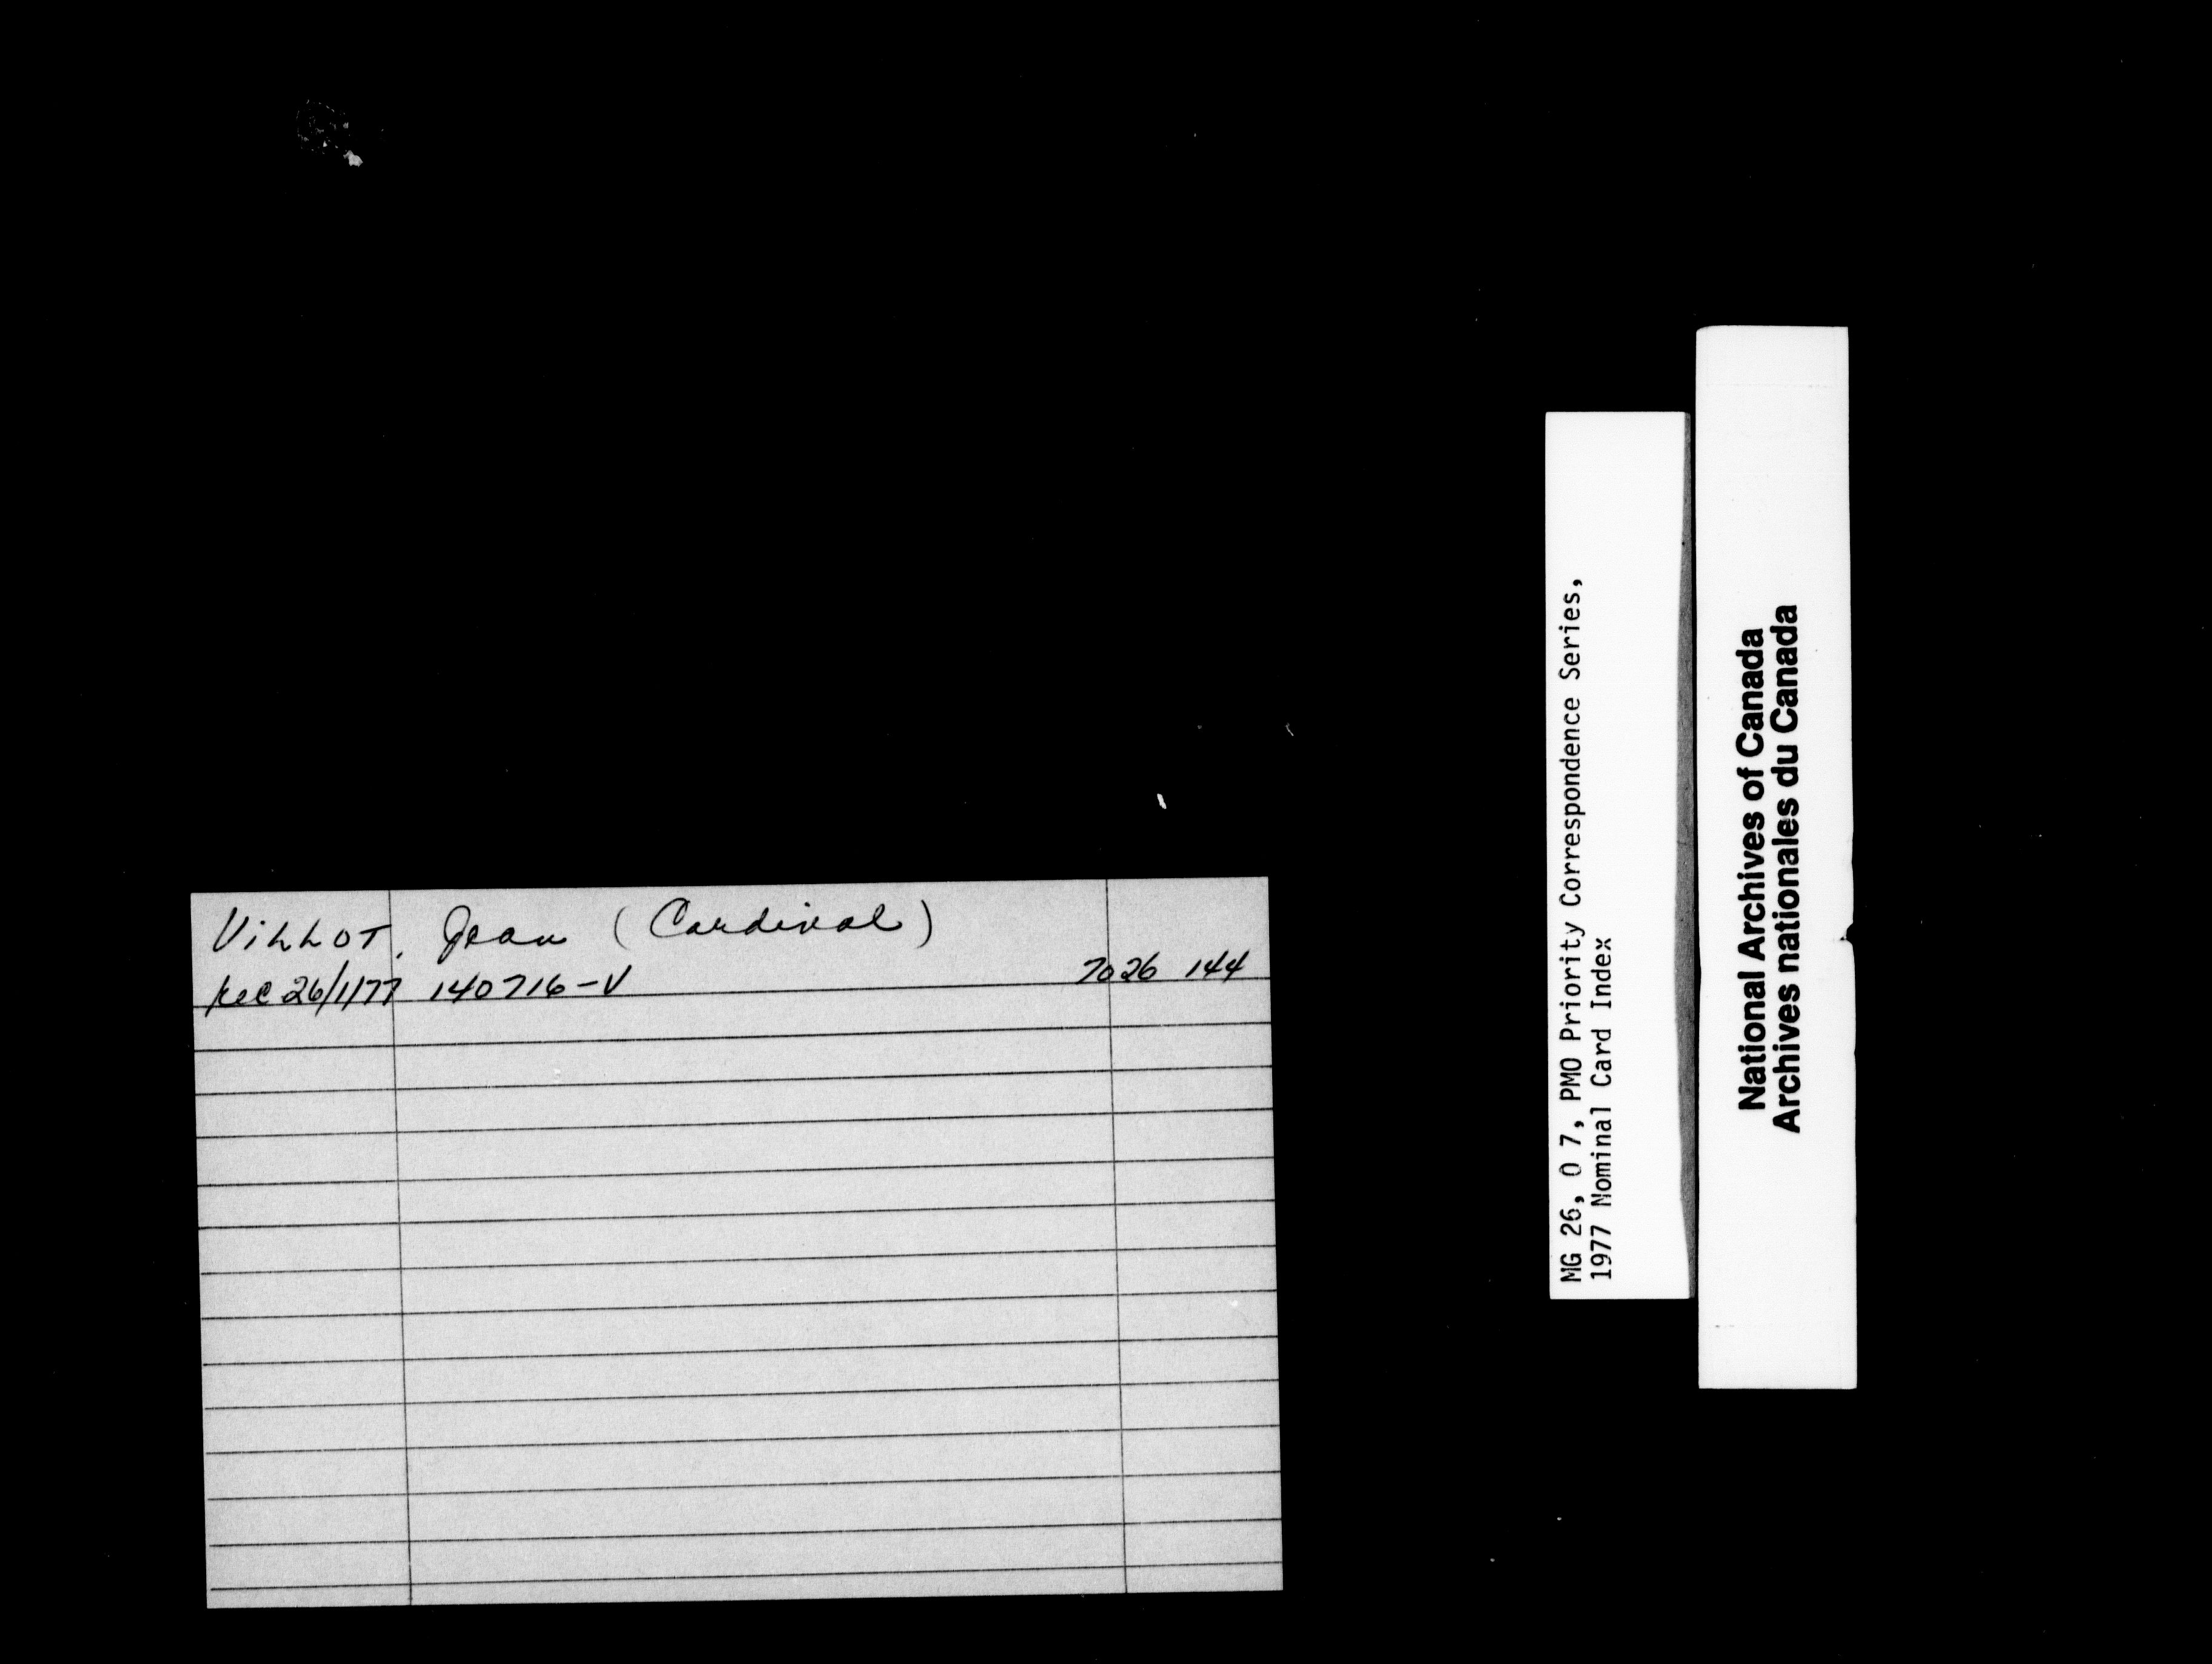 VILLOT, Jean (Cardinal)
rec 26/1/77 140716-V 7026 144
MG 26, O 7, PMO Priority Correspondence Series,
1977 Nominal Card Index
National Archives of Canada
Archives nationales du Canada